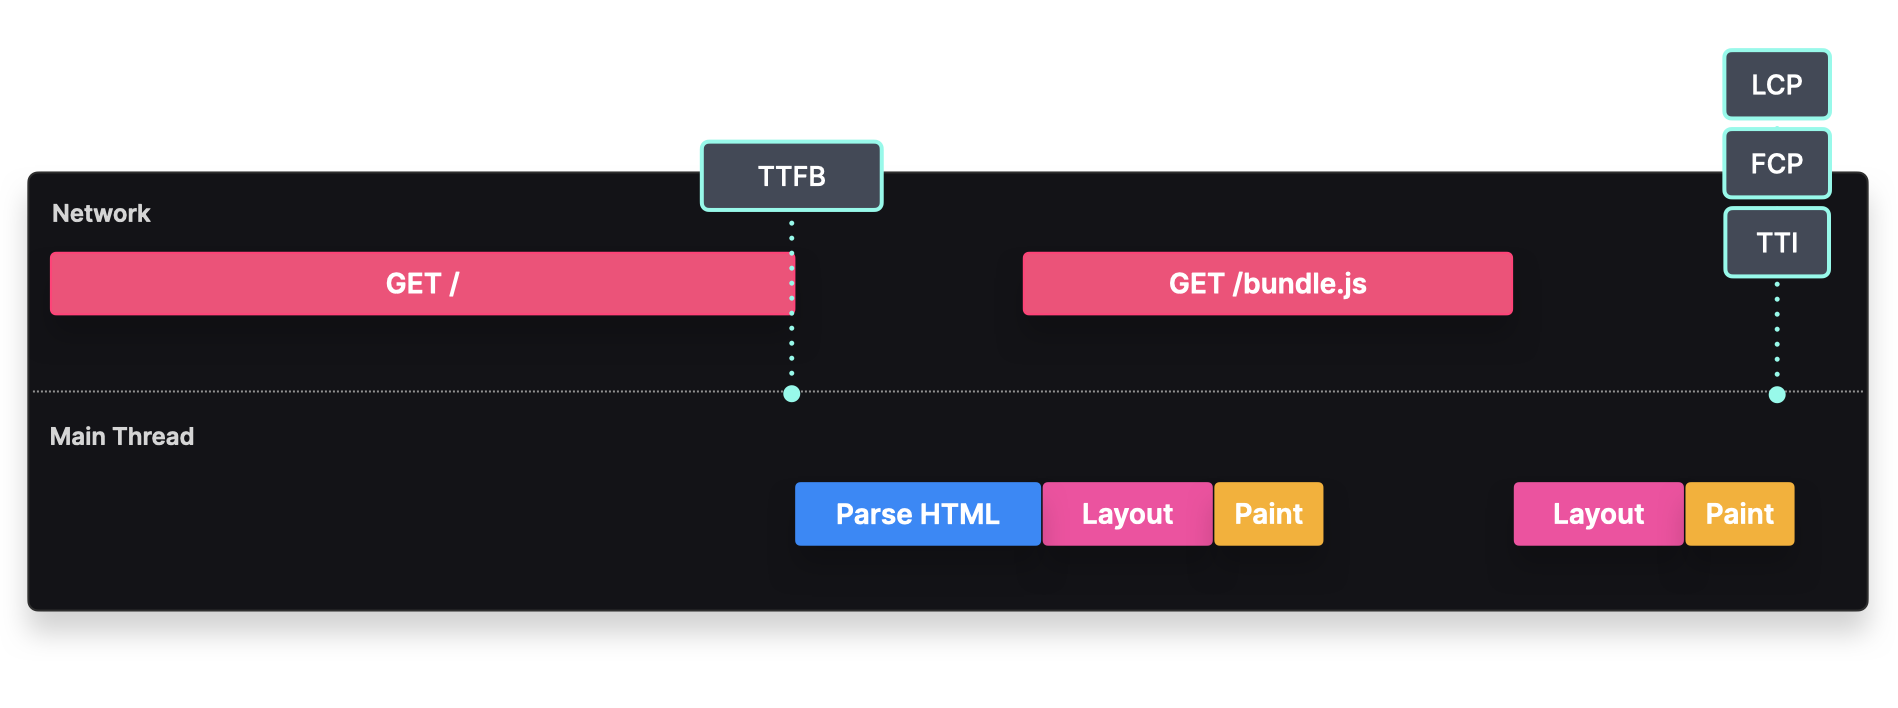 LCP
FCP
TTFB
TTI
Network
GET /
GET /bundle.js
Main Thread
Parse HTML
Layout
Paint
Layout
Paint